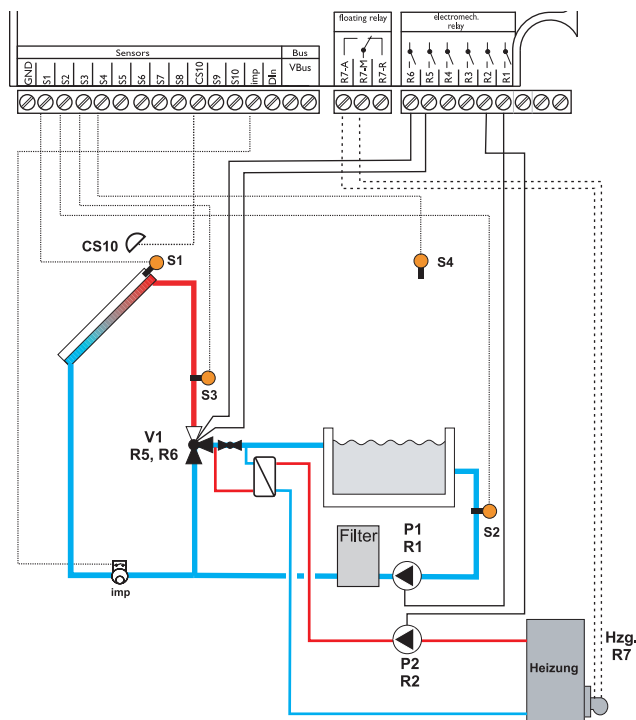 floating relay
electromech.
relay
Sensors
Bus
VBus
GND
S1
S2
S3
S4
S5
S6
S7
S8
CS10
S9
S10
imp
DIn
R7-A
R7-M
R7-R
R6
R5
R4
R3
R2
R1
CS10
S1
S4
S3
V1
R5, R6
S2
Filter
P1
R1
imp
P2
R2
Heizung
Hzg.
R7